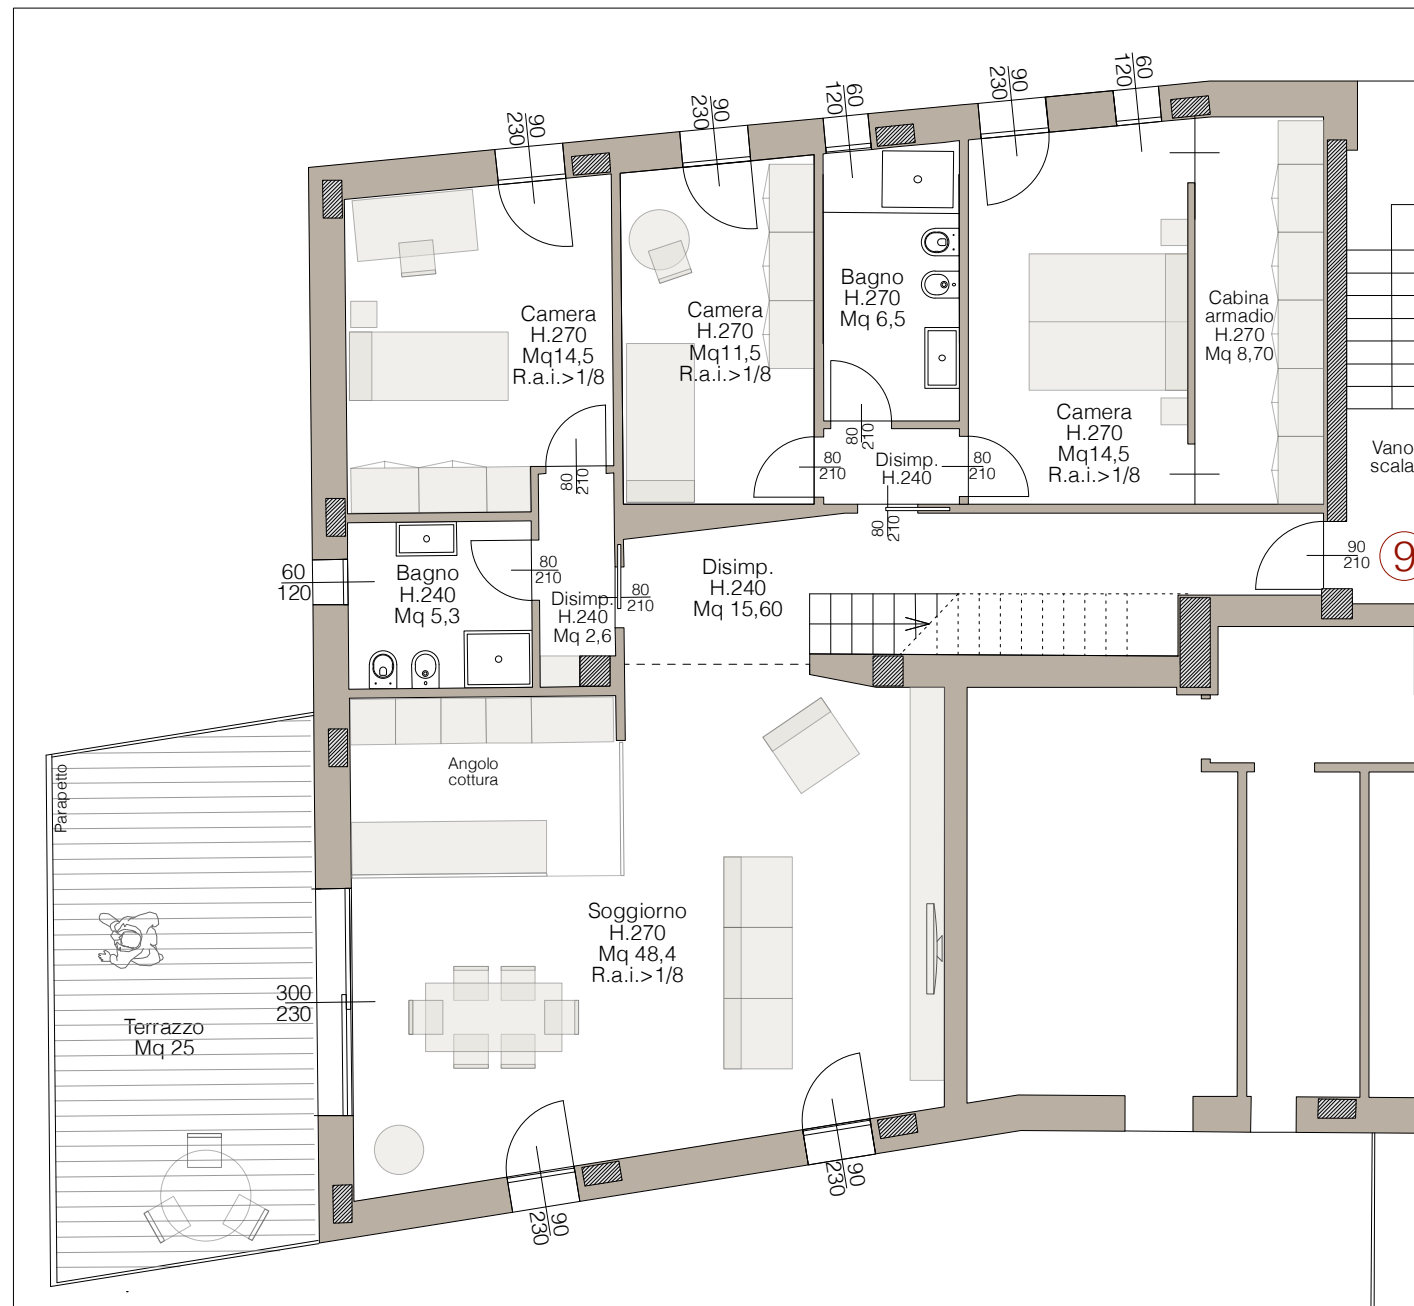 60
120
90
230
60
120
90
230
90
230
Camera
H.270
Mq14,5
R.a.i.>1/8
Camera
H.270
Mq11,5
R.a.i.>1/8
Bagno
H.270
Mq 6,5
Camera
H.270
Mq14,5
R.a.i.>1/8
Cabina
armadio
H.270
Mq 8,70
Vano
scala
80
210
80
210
80
210
Disimp.
H.240
80
210
80
210
90
210
9
60
120
Bagno
H.240
Mq 5,3
80
210
Disimp.
H.240
Mq 2,6
80
210
Disimp.
H.240
Mq 15,60
Angolo
cottura
Parapetto
Soggiorno
H.270
Mq 48,4
R.a.i.>1/8
300
230
Terrazzo
Mq 25
90
230
90
230